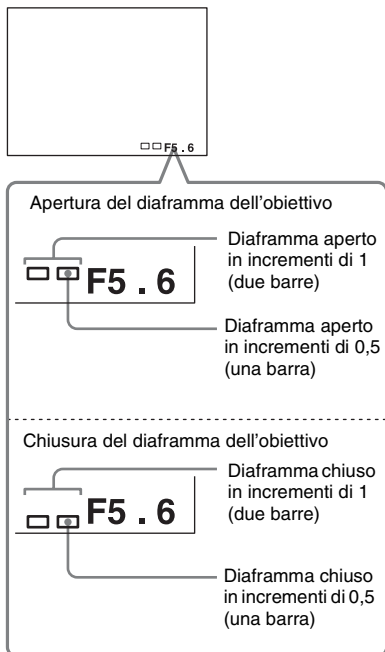 F5.6
Apertura del diaframma dell'obiettivo
Diaframma aperto
in incrementi di 1
(due barre)
F5.6
Diaframma aperto
in incrementi di 0,5
(una barra)
Chiusura del diaframma dell'obiettivo
Diaframma chiuso
in incrementi di 1
(due barre)
F5.6
Diaframma chiuso
in incrementi di 0,5
(una barra)